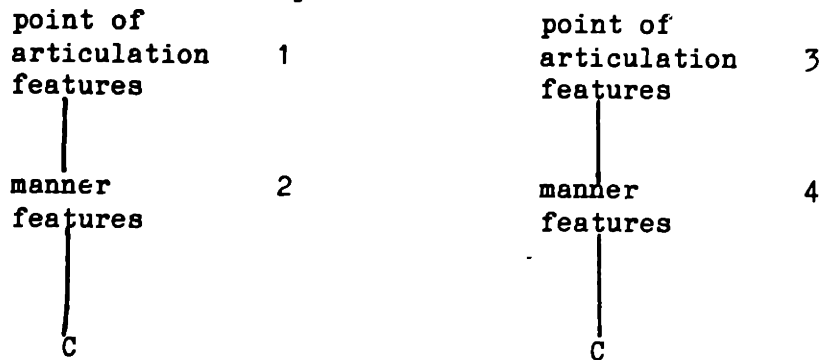 point of
articulation 1
features
manner 2
features
C
point of
articulation 3
features
manner 4
features
C